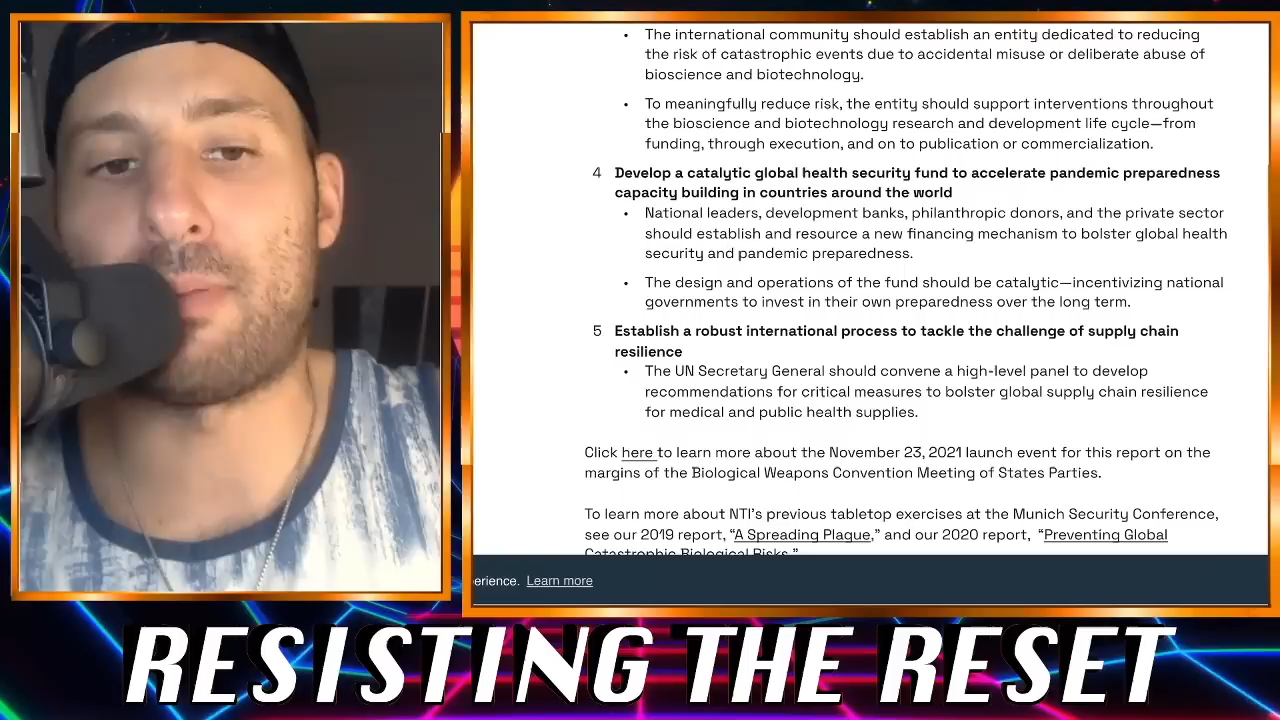 • The international community should establish an entity dedicated to reducing
the risk of catastrophic events due to accidental misuse or deliberate abuse of
bioscience and biotechnology.
• To meaningfully reduce risk, the entity should support interventions throughout
the bioscience and biotechnology research and development life cycle—from
funding, through execution, and on to publication or commercialization.
4 Develop a catalytic global health security fund to accelerate pandemic preparedness
capacity building in countries around the world
• National leaders, development banks, philanthropic donors, and the private sector
should establish and resource a new financing mechanism to bolster global health
security and pandemic preparedness.
• The design and operations of the fund should be catalytic—incentivizing national
governments to invest in their own preparedness over the long term.
5 Establish a robust international process to tackle the challenge of supply chain
resilience
• The UN Secretary General should convene a high-level panel to develop
recommendations for critical measures to bolster global supply chain resilience
for medical and public health supplies.
Click here to learn more about the November 23, 2021 launch event for this report on the
margins of the Biological Weapons Convention Meeting of States Parties.
To learn more about NTI's previous tabletop exercises at the Munich Security Conference,
see our 2019 report, “A Spreading Plague,” and our 2020 report, “Preventing Global
Catastrophic Biological Risks.”
erience. Learn more
RESISTING THE RESET